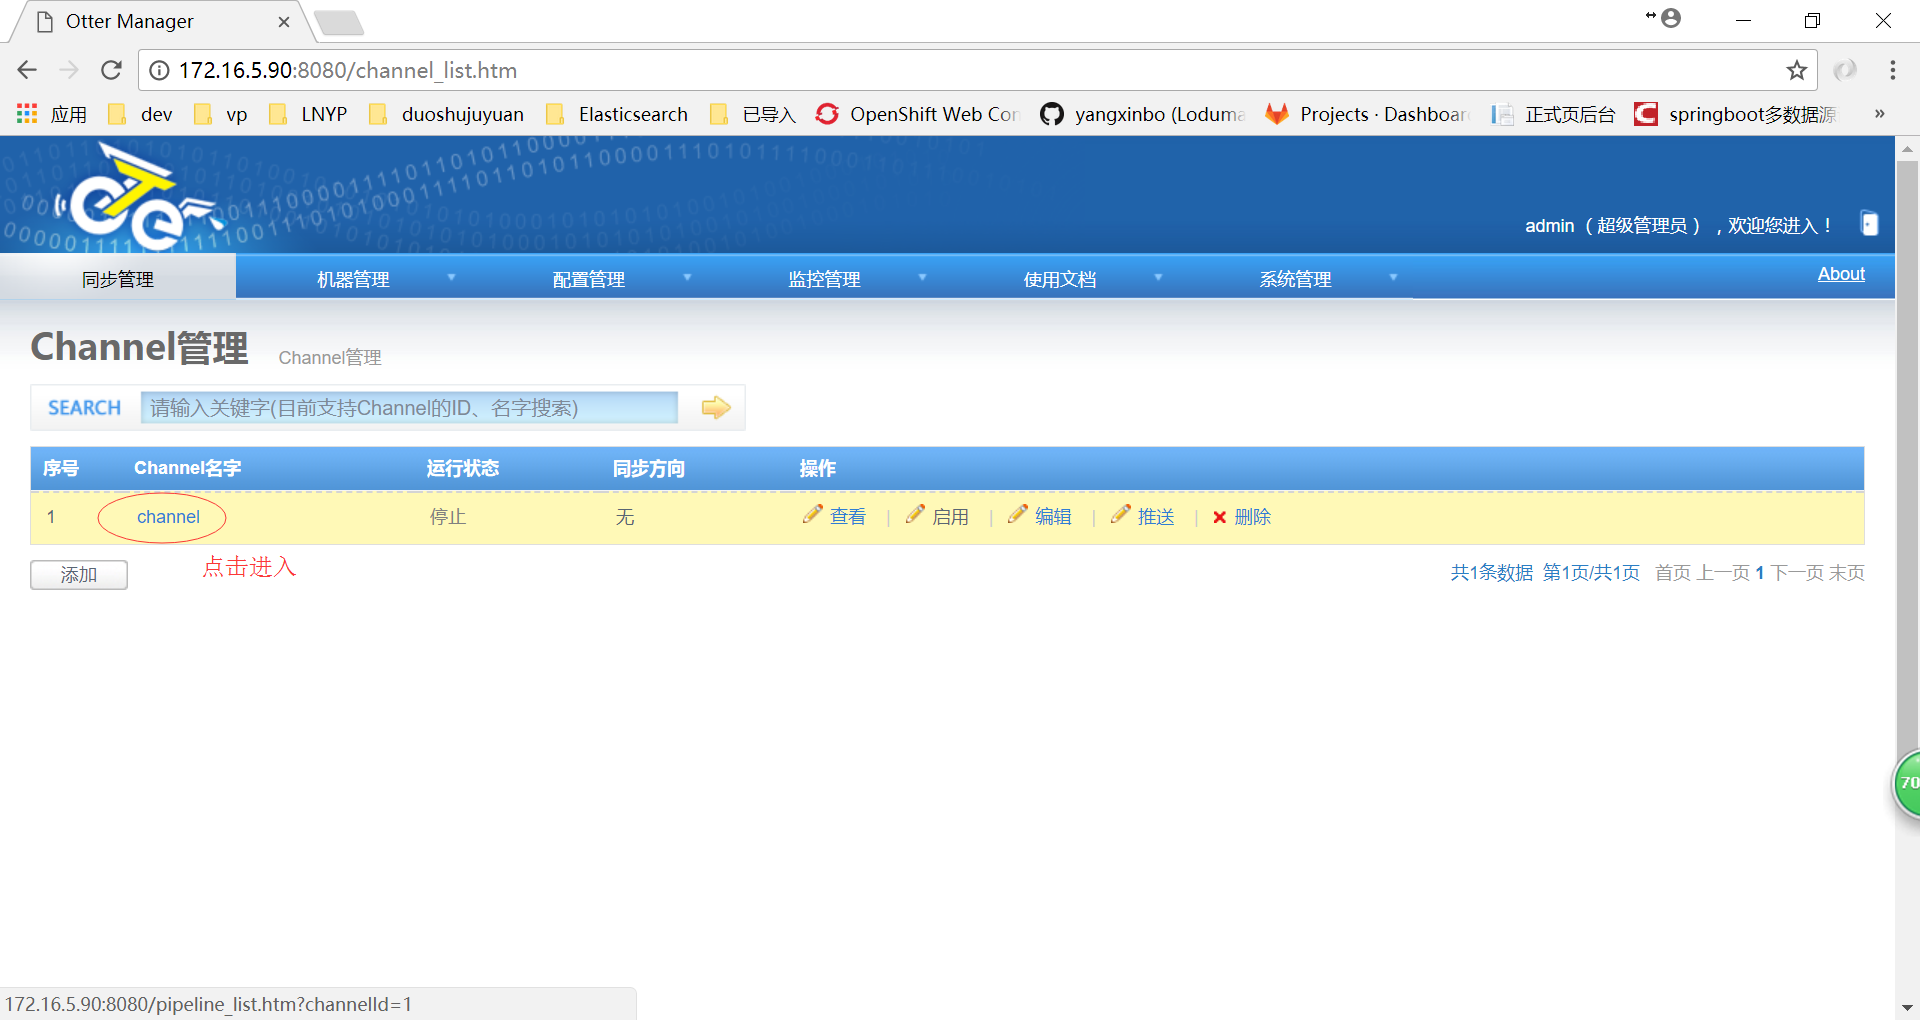 Otter Manager
172.16.5.90:8080/channel_list.htm
应用 dev vp LNYP duoshujuyuan Elasticsearch 已导入 OpenShift Web Con yangxinbo (Loduma Projects · Dashboar 正式页后台 springboot多数据源 »
admin （超级管理员），欢迎您进入！
同步管理 机器管理 配置管理 监控管理 使用文档 系统管理 About
Channel管理 Channel管理
SEARCH 请输入关键字(目前支持Channel的ID、名字搜索)
序号 Channel名字 运行状态 同步方向 操作
1 channel 停止 无 查看 | 启用 | 编辑 | 推送 | 删除
点击进入
添加 共1条数据 第1页/共1页 首页 上一页 1 下一页 末页
70
172.16.5.90:8080/pipeline_list.htm?channelId=1